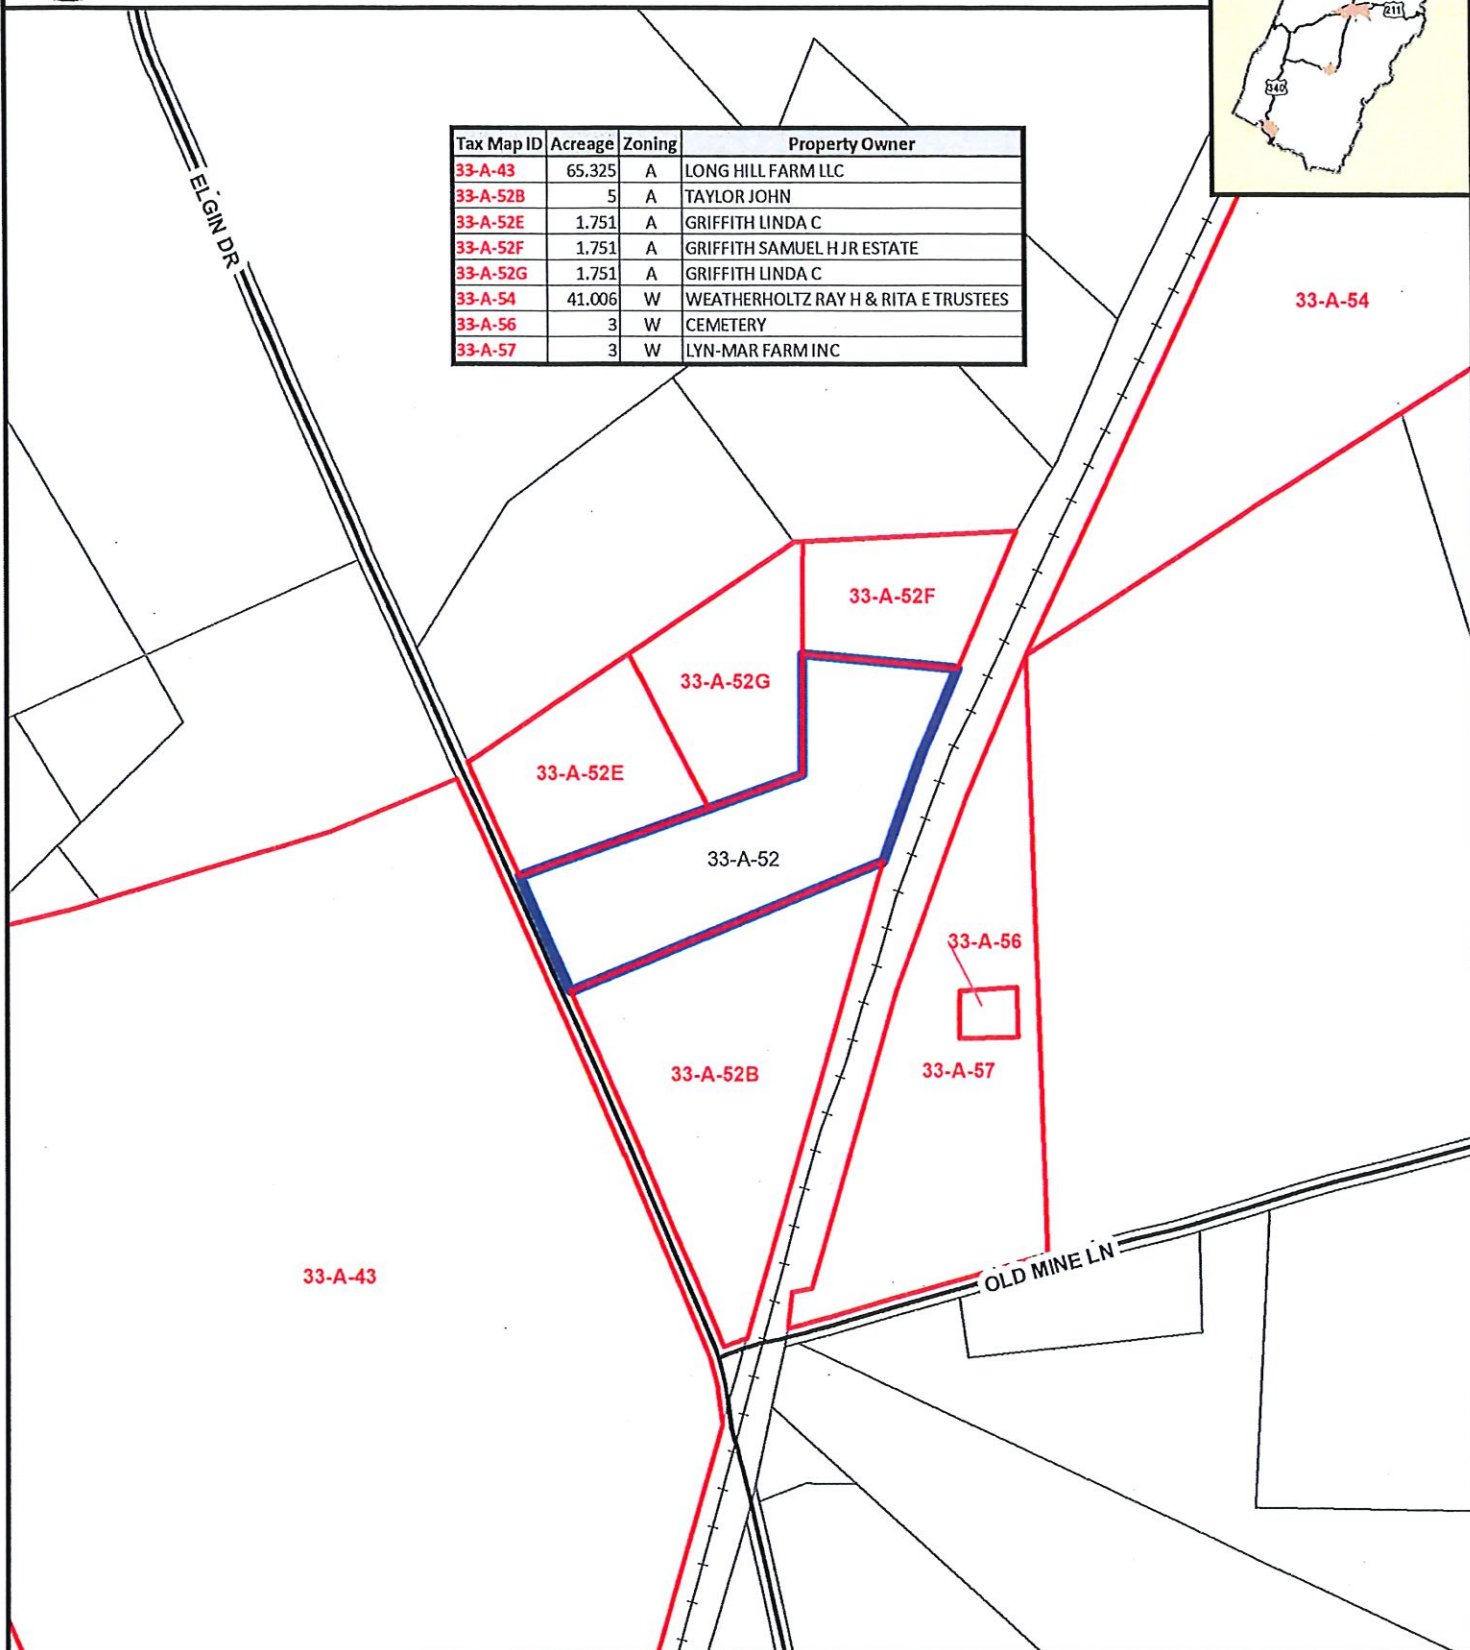 211
340
ELGIN DR
Tax Map ID Acreage Zoning Property Owner
33-A-43 65.325 A LONG HILL FARM LLC
33-A-52B 5 A TAYLOR JOHN
33-A-52E 1.751 A GRIFFITH LINDA C
33-A-52F 1.751 A GRIFFITH SAMUEL H JR ESTATE
33-A-52G 1.751 A GRIFFITH LINDA C
33-A-54 41.006 W WEATHERHOLTZ RAY H & RITA E TRUSTEES
33-A-56 3 W CEMETERY
33-A-57 3 W LYN-MAR FARM INC
33-A-54
33-A-52F
33-A-52G
33-A-52E
33-A-52
33-A-56
33-A-57
33-A-52B
33-A-43
OLD MINE LN